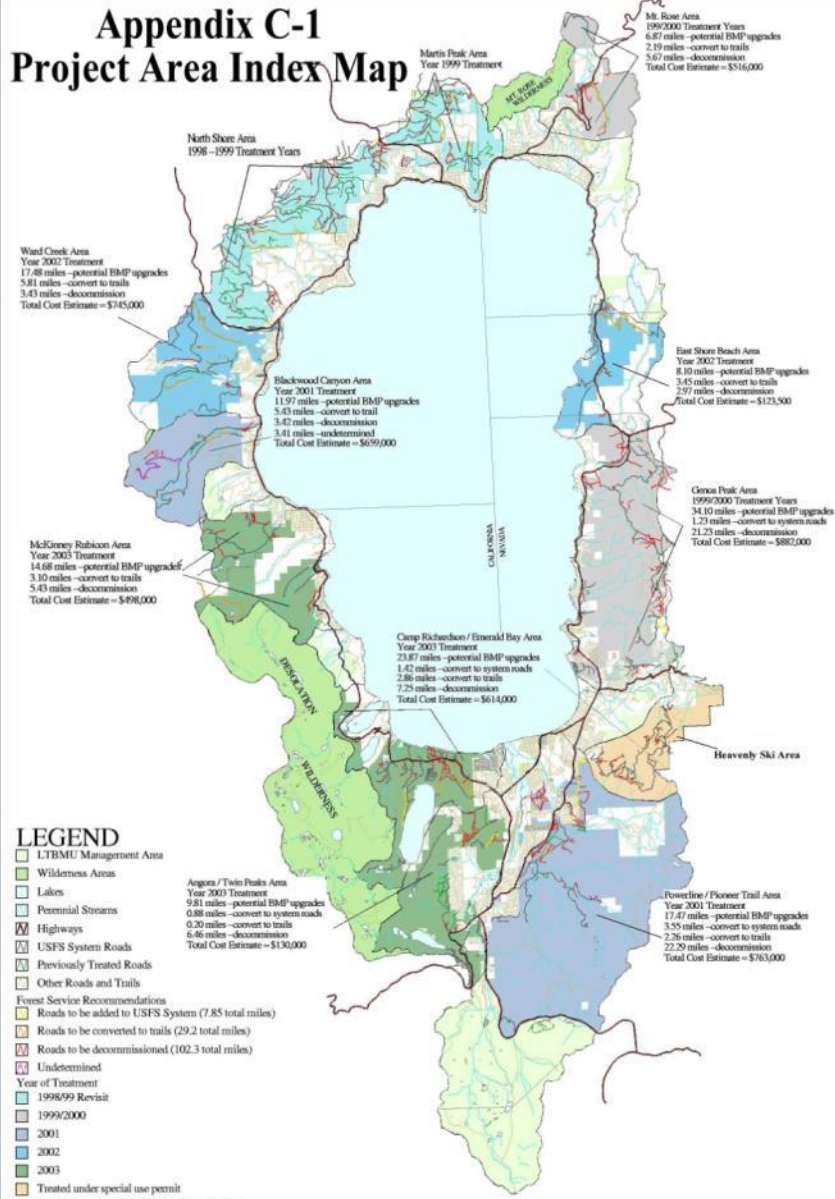 Appendix C-1
Project Area Index Map
Mt. Rose Area
199/2000 Treatment Years
6.87 miles –potential BMP upgrades
2.19 miles –convert to trails
5.67 miles –decommission
Total Cost Estimate = $516,000
Martis Peak Area
Year 1999 Treatment
MT. ROSE
WILDERNESS
North Shore Area
1998 –1999 Treatment Years
Ward Creek Area
Year 2002 Treatment
17.48 miles –potential BMP upgrades
5.81 miles –convert to trails
3.43 miles –decommission
Total Cost Estimate = $745,000
Blackwood Canyon Area
Year 2001 Treatment
11.97 miles –potential BMP upgrades
5.43 miles –convert to trail
3.42 miles –decommission
3.41 miles –undetermined
Total Cost Estimate = $659,000
East Shore Beach Area
Year 2002 Treatment
8.10 miles –potential BMP upgrades
3.45 miles –convert to trails
2.97 miles –decommission
Total Cost Estimate = $123,500
Genoa Peak Area
1999/2000 Treatment Years
34.10 miles –potential BMP upgrades
1.23 miles –convert to system roads
21.23 miles –decommission
Total Cost Estimate = $882,000
CALIFORNIA
NEVADA
McKinney Rubicon Area
Year 2003 Treatment
14.68 miles –potential BMP upgrades
3.10 miles –convert to trails
5.43 miles –decommission
Total Cost Estimate = $498,000
Camp Richardson / Emerald Bay Area
Year 2003 Treatment
23.87 miles –potential BMP upgrades
1.42 miles –convert to system roads
2.86 miles –convert to trails
7.25 miles –decommission
Total Cost Estimate = $614,000
DESOLATION
WILDERNESS
Heavenly Ski Area
Angora / Twin Peaks Area
Year 2003 Treatment
9.81 miles –potential BMP upgrades
0.88 miles –convert to system roads
0.20 miles –convert to trails
6.46 miles –decommission
Total Cost Estimate = $130,000
Powerline / Pioneer Trail Area
Year 2001 Treatment
17.47 miles –potential BMP upgrades
3.55 miles –convert to system roads
2.26 miles –convert to trails
22.29 miles –decommission
Total Cost Estimate = $763,000
LEGEND
LTBMU Management Area
Wilderness Areas
Lakes
Perennial Streams
Highways
USFS System Roads
Previously Treated Roads
Other Roads and Trails
Forest Service Recommendations
Roads to be added to USFS System (7.85 total miles)
Roads to be converted to trails (29.2 total miles)
Roads to be decommissioned (102.3 total miles)
Undetermined
Year of Treatment
1998/99 Revisit
1999/2000
2001
2002
2003
Treated under special use permit